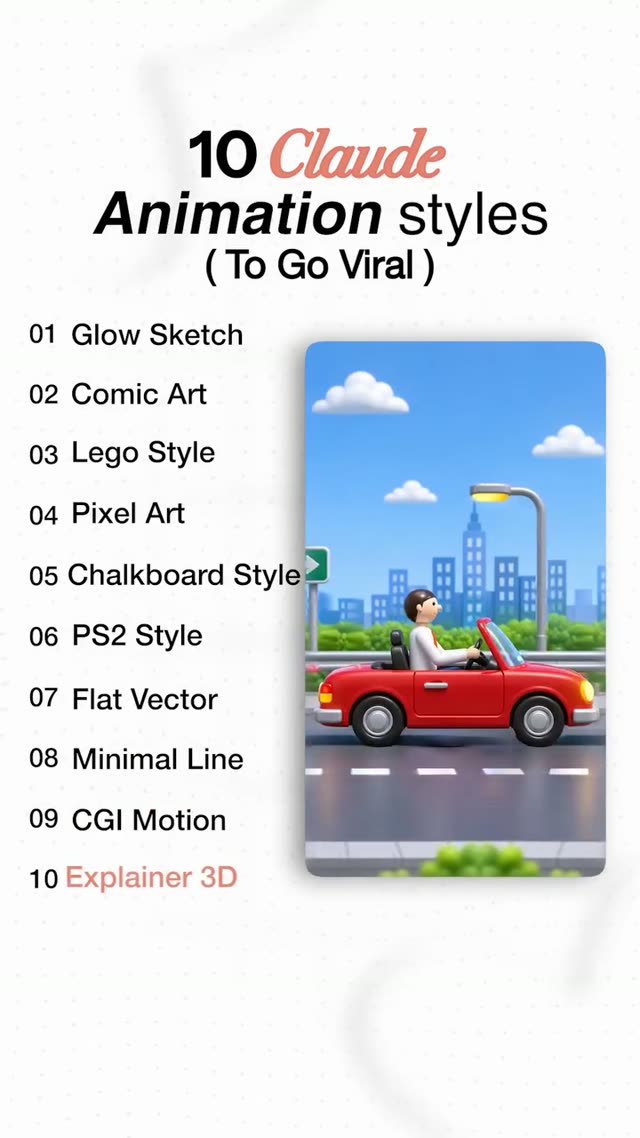 10 Claude
Animation styles
( To Go Viral )
01 Glow Sketch
02 Comic Art
03 Lego Style
04 Pixel Art
05 Chalkboard Style
06 PS2 Style
07 Flat Vector
08 Minimal Line
09 CGI Motion
10 Explainer 3D